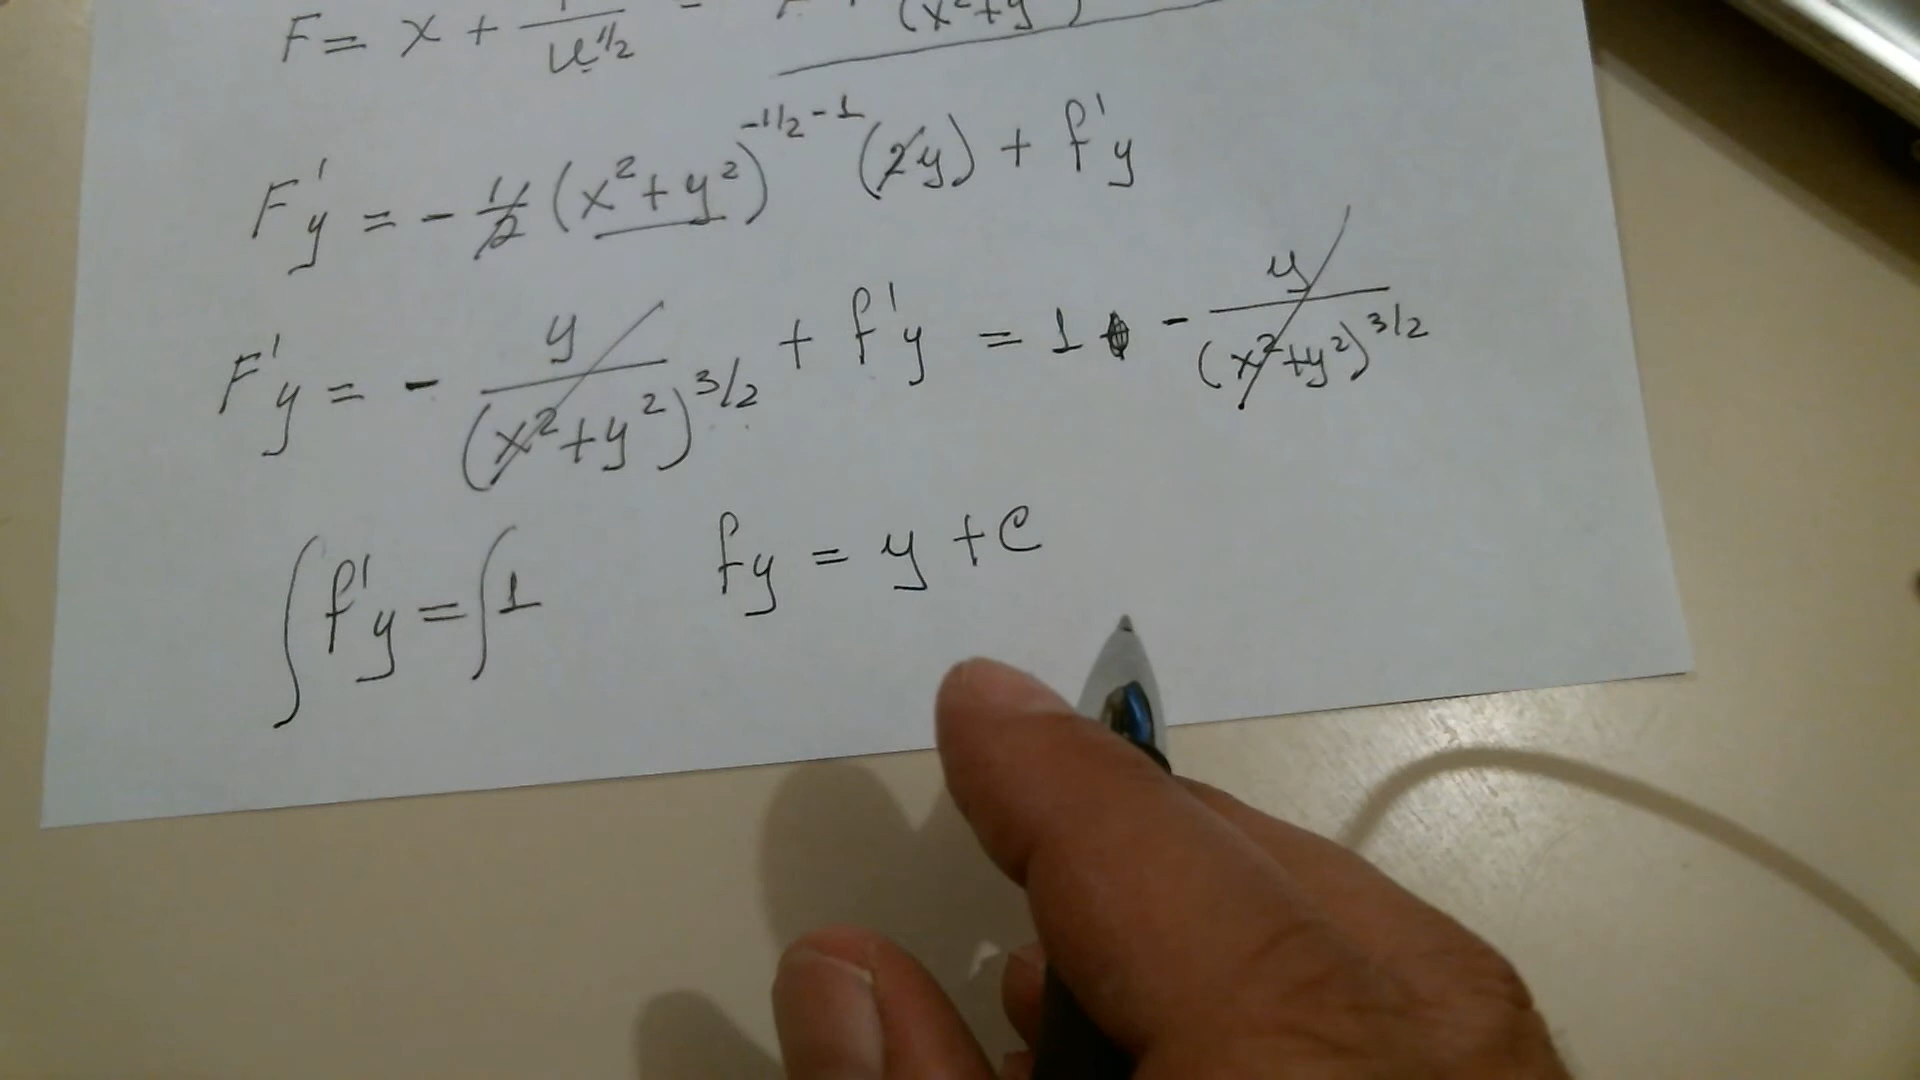 F = x + 1/u^1/2 - (x²+y
F'y = - 1/2 (x²+y²)^-1/2-1 (2y) + f'y
F'y = - y/(x²+y²)^3/2 + f'y = 1 - y/(x²+y²)^3/2
∫f'y = ∫1 fy = y + C